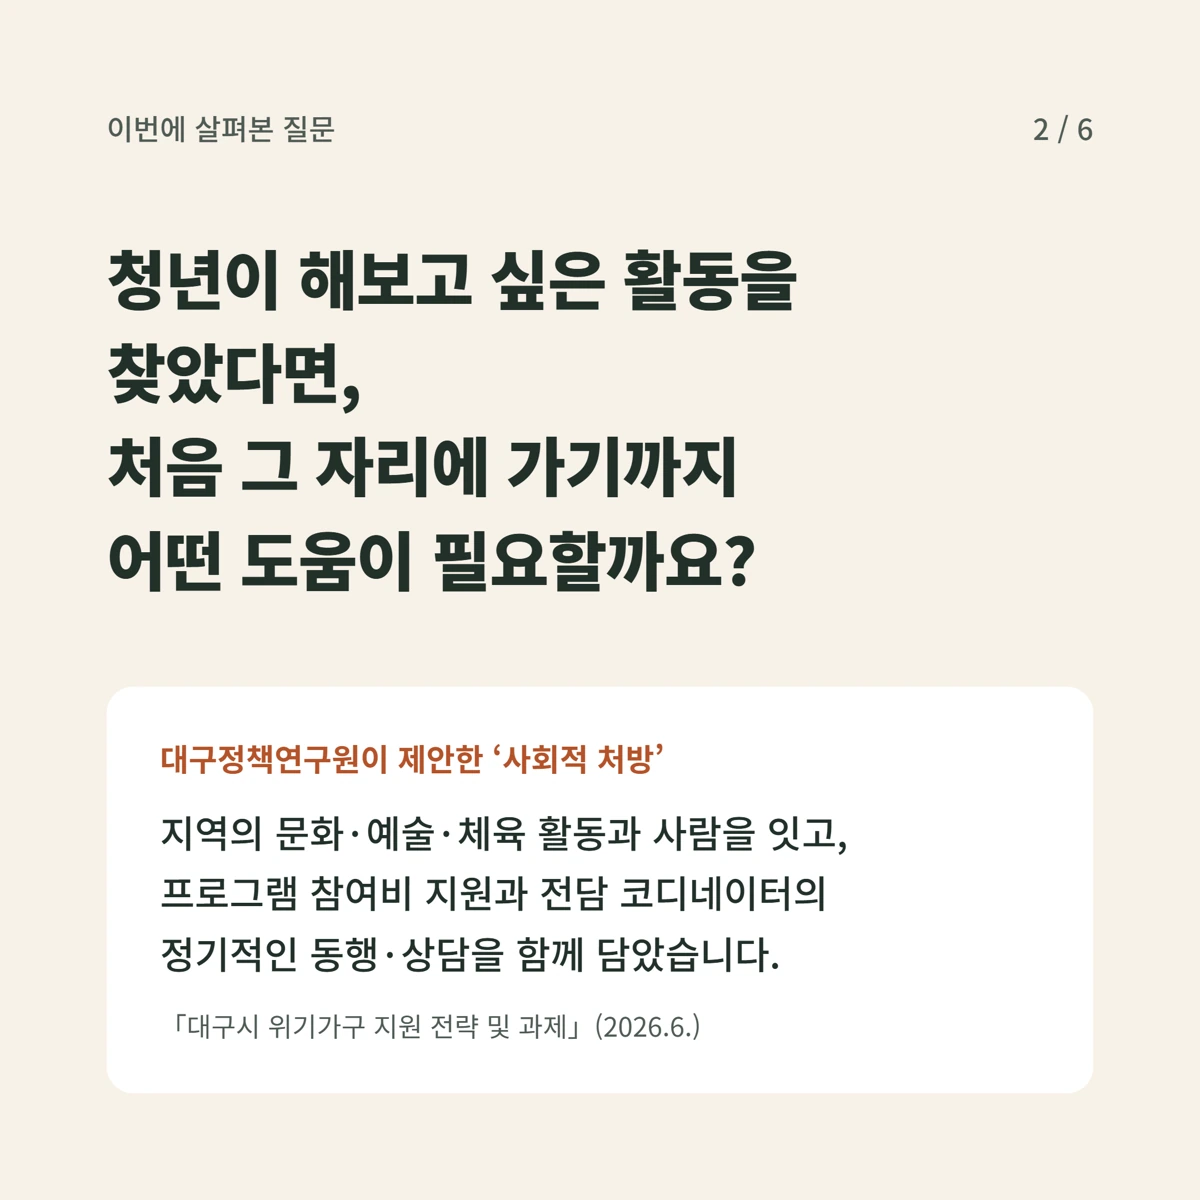 이번에 살펴본 질문
2 / 6
청년이 해보고 싶은 활동을
찾았다면,
처음 그 자리에 가기까지
어떤 도움이 필요할까요?
대구정책연구원이 제안한 ‘사회적 처방’
지역의 문화·예술·체육 활동과 사람을 잇고,
프로그램 참여비 지원과 전담 코디네이터의
정기적인 동행·상담을 함께 담았습니다.
「대구시 위기가구 지원 전략 및 과제」(2026.6.)